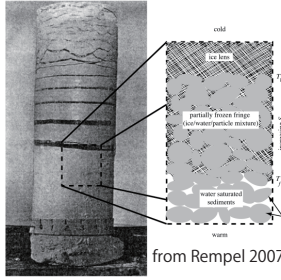 cold
ice lens
partially frozen fringe
(ice/water/particle mixture)
water saturated
sediments
warm
from Rempel 2007